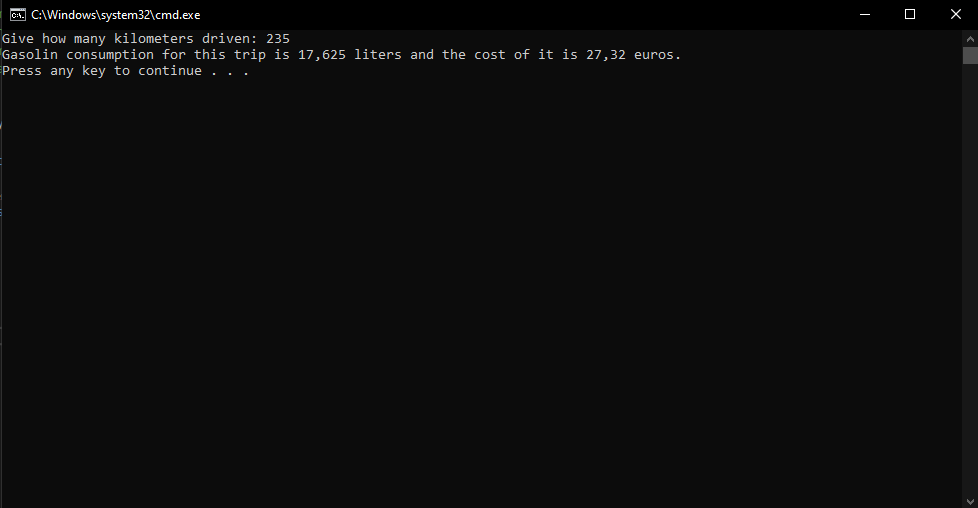 C:\Windows\system32\cmd.exe
Give how many kilometers driven: 235
Gasolin consumption for this trip is 17,625 liters and the cost of it is 27,32 euros.
Press any key to continue . . .